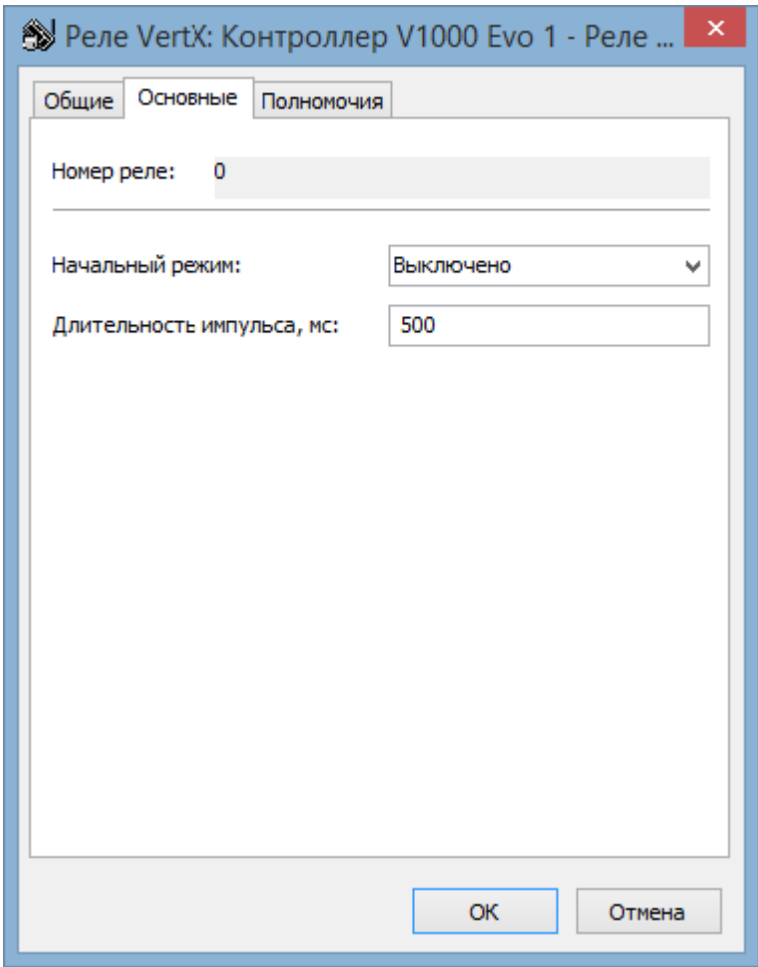 Реле VertX: Контроллер V1000 Evo 1 - Реле ...
Общие Основные Полномочия
Номер реле: 0
Начальный режим: Выключено
Длительность импульса, мс: 500
ОК Отмена